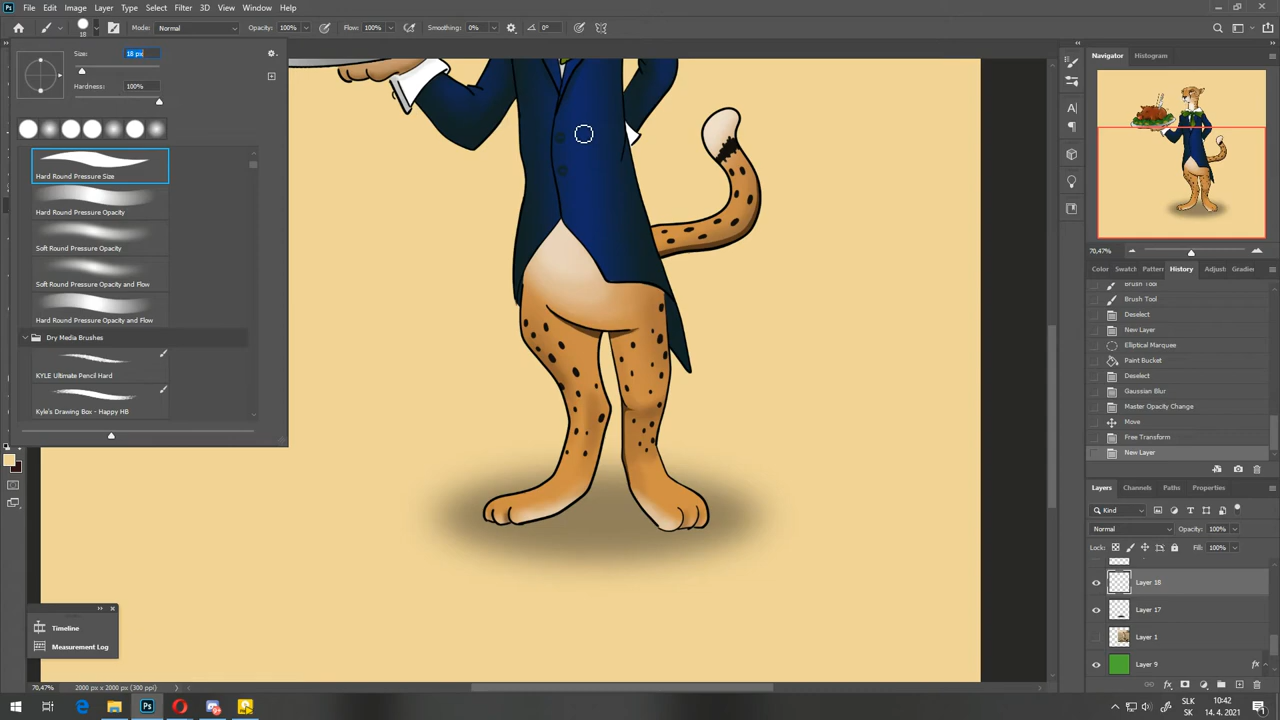 Ps File Edit Image Layer Type Select Filter 3D View Window Help
18 Mode: Normal Opacity: 100% Flow: 100% Smoothing: 0% 0°
Size: 18 px
Hardness: 100%
Hard Round Pressure Size
Hard Round Pressure Opacity
Soft Round Pressure Opacity
Soft Round Pressure Opacity and Flow
Hard Round Pressure Opacity and Flow
Dry Media Brushes
KYLE Ultimate Pencil Hard
Kyle's Drawing Box - Happy HB
Timeline
Measurement Log
70,47% 2000 px x 2000 px (300 ppi)
Navigator Histogram
70,47%
Color Swatc Pattern History Adjus Gradien
Brush Tool
Brush Tool
Deselect
New Layer
Elliptical Marquee
Paint Bucket
Deselect
Gaussian Blur
Master Opacity Change
Move
Free Transform
New Layer
Layers Channels Paths Properties
Kind
Normal Opacity: 100%
Lock: Fill: 100%
Layer 18
Layer 17
Layer 1
Layer 9 fx
SLK 10:42
SK 14. 4. 2021